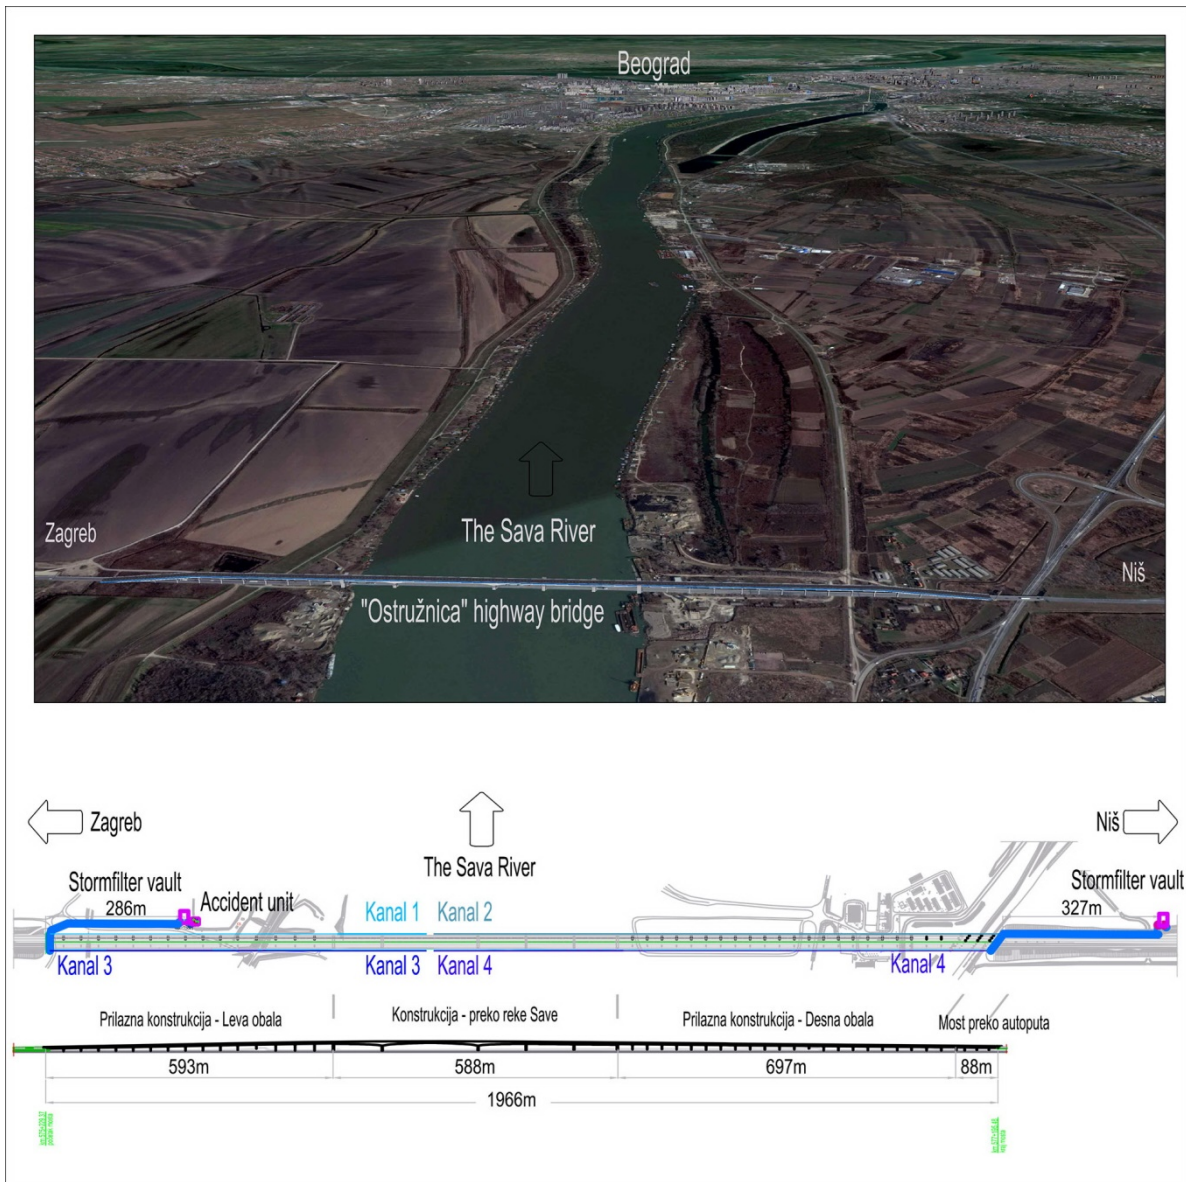 Beograd
Zagreb
The Sava River
Niš
"Ostružnica" highway bridge
Zagreb
Niš
The Sava River
Stormfilter vault
286m
Accident unit
Stormfilter vault
327m
Kanal 1
Kanal 2
Kanal 3
Kanal 3
Kanal 4
Kanal 4
Prilazna konstrukcija - Leva obala
Konstrukcija - preko reke Save
Prilazna konstrukcija - Desna obala
Most preko autoputa
593m
588m
697m
88m
1966m